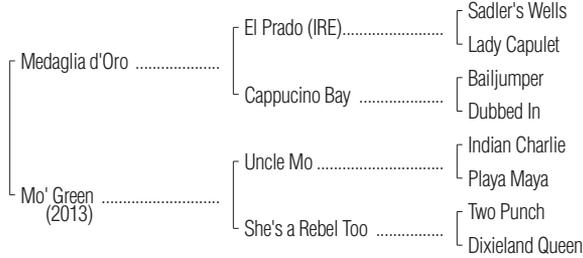 Sadler's Wells
El Prado (IRE)......................
Lady Capulet
Medaglia d'Oro ...................
Bailjumper
Cappucino Bay ...................
Dubbed In
Indian Charlie
Uncle Mo .............................
Playa Maya
Mo' Green ...........................
(2013)
Two Punch
She's a Rebel Too ...............
Dixieland Queen